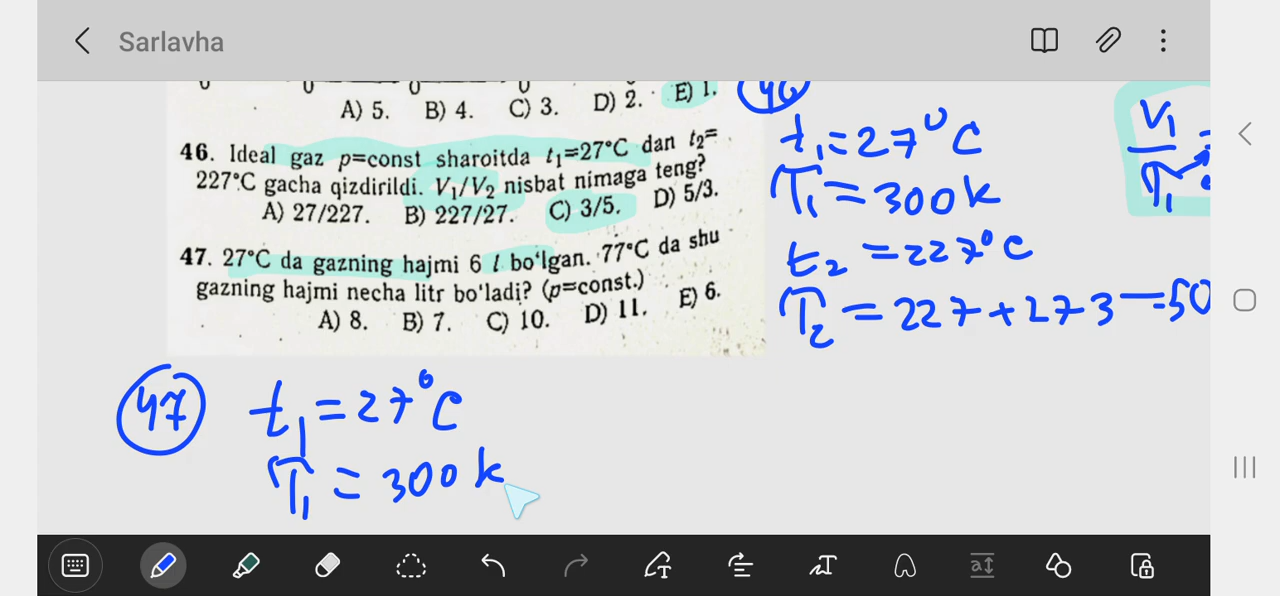 Sarlavha
A) 5. B) 4. C) 3. D) 2. E) 1.
46. Ideal gaz p=const sharoitda t₁=27°C dan t₂=
227°C gacha qizdirildi. V₁/V₂ nisbat nimaga teng?
A) 27/227. B) 227/27. C) 3/5. D) 5/3.
47. 27°C da gazning hajmi 6 l bo'lgan. 77°C da shu
gazning hajmi necha litr bo'ladi? (p=const.)
A) 8. B) 7. C) 10. D) 11. E) 6.
46
t₁=27°C
T₁=300k
t₂=227°C
T₂=227+273=50
V₁
T₁
47 t₁=27°C
T₁=300k